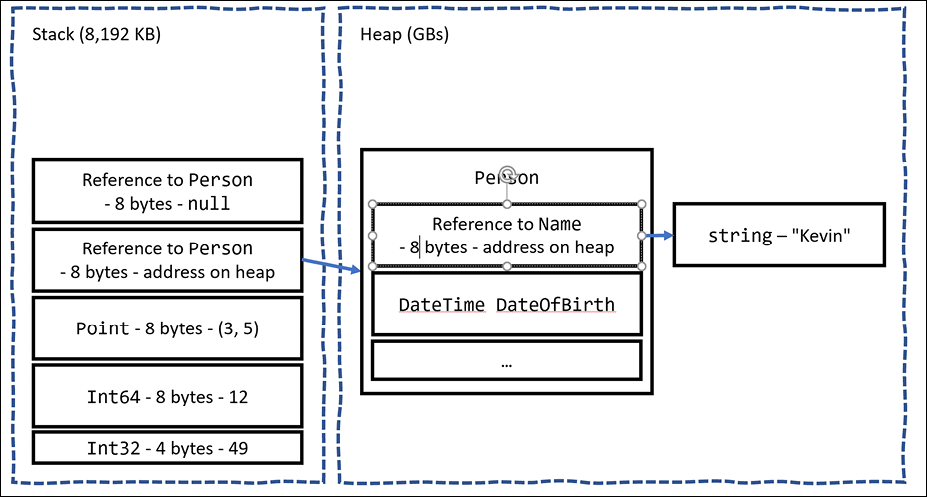 Stack (8,192 KB)
Heap (GBs)
Reference to Person
- 8 bytes - null
Reference to Person
- 8 bytes - address on heap
Point - 8 bytes - (3, 5)
Int64 - 8 bytes - 12
Int32 - 4 bytes - 49
Person
Reference to Name
- 8 bytes - address on heap
DateTime DateOfBirth
...
string – "Kevin"